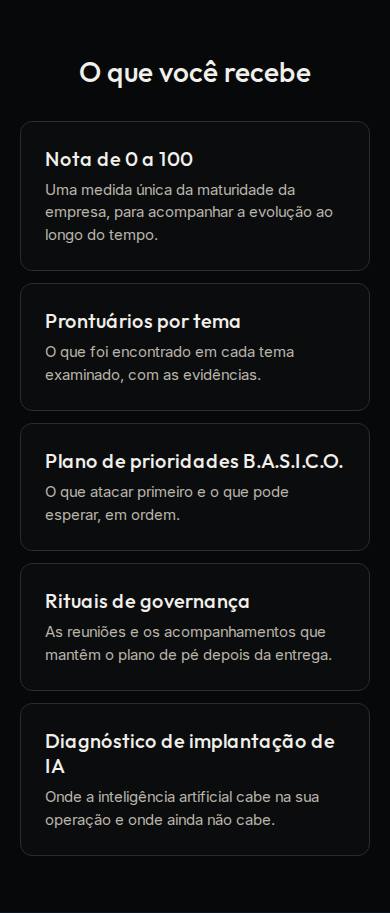 O que você recebe
Nota de 0 a 100
Uma medida única da maturidade da
empresa, para acompanhar a evolução ao
longo do tempo.
Prontuários por tema
O que foi encontrado em cada tema
examinado, com as evidências.
Plano de prioridades B.A.S.I.C.O.
O que atacar primeiro e o que pode
esperar, em ordem.
Rituais de governança
As reuniões e os acompanhamentos que
mantêm o plano de pé depois da entrega.
Diagnóstico de implantação de
IA
Onde a inteligência artificial cabe na sua
operação e onde ainda não cabe.